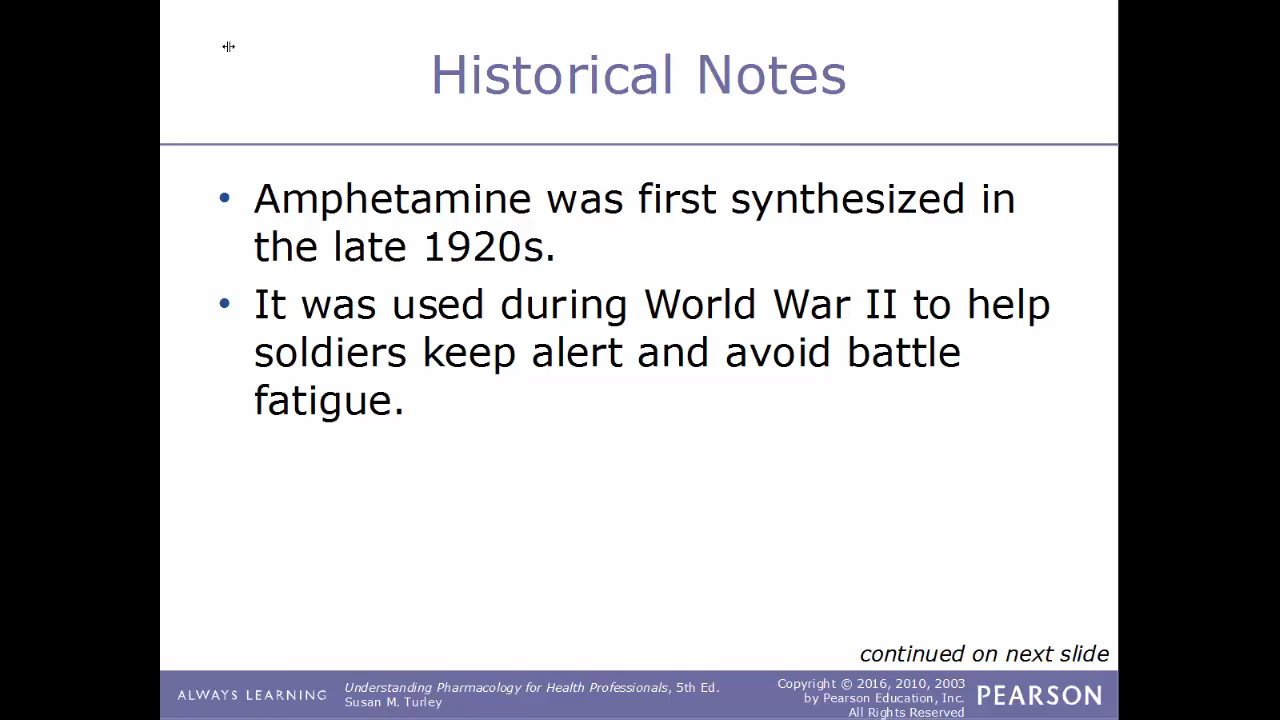 Historical Notes
• Amphetamine was first synthesized in
the late 1920s.
• It was used during World War II to help
soldiers keep alert and avoid battle
fatigue.
continued on next slide
ALWAYS LEARNING
Understanding Pharmacology for Health Professionals, 5th Ed.
Susan M. Turley
Copyright © 2016, 2010, 2003
by Pearson Education, Inc.
All Rights Reserved
PEARSON